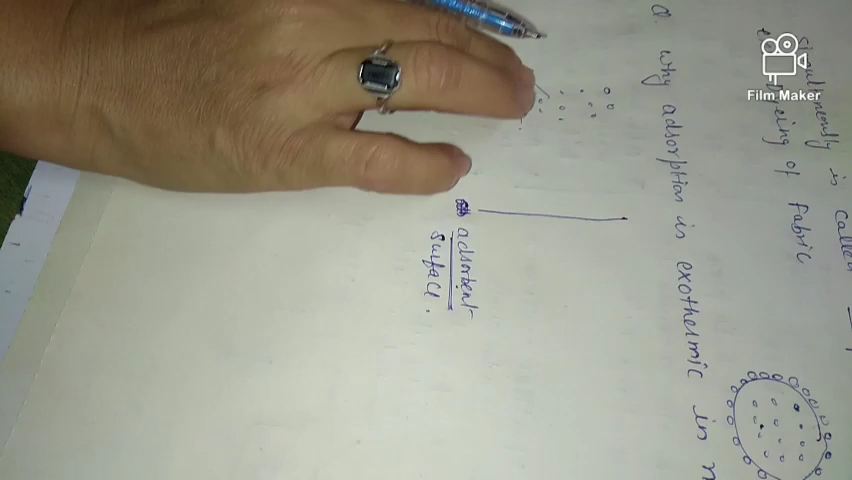 simultaneously is called
dyeing of fabric
Q. why adsorption is exothermic in
adsorbent
surface.
Film Maker